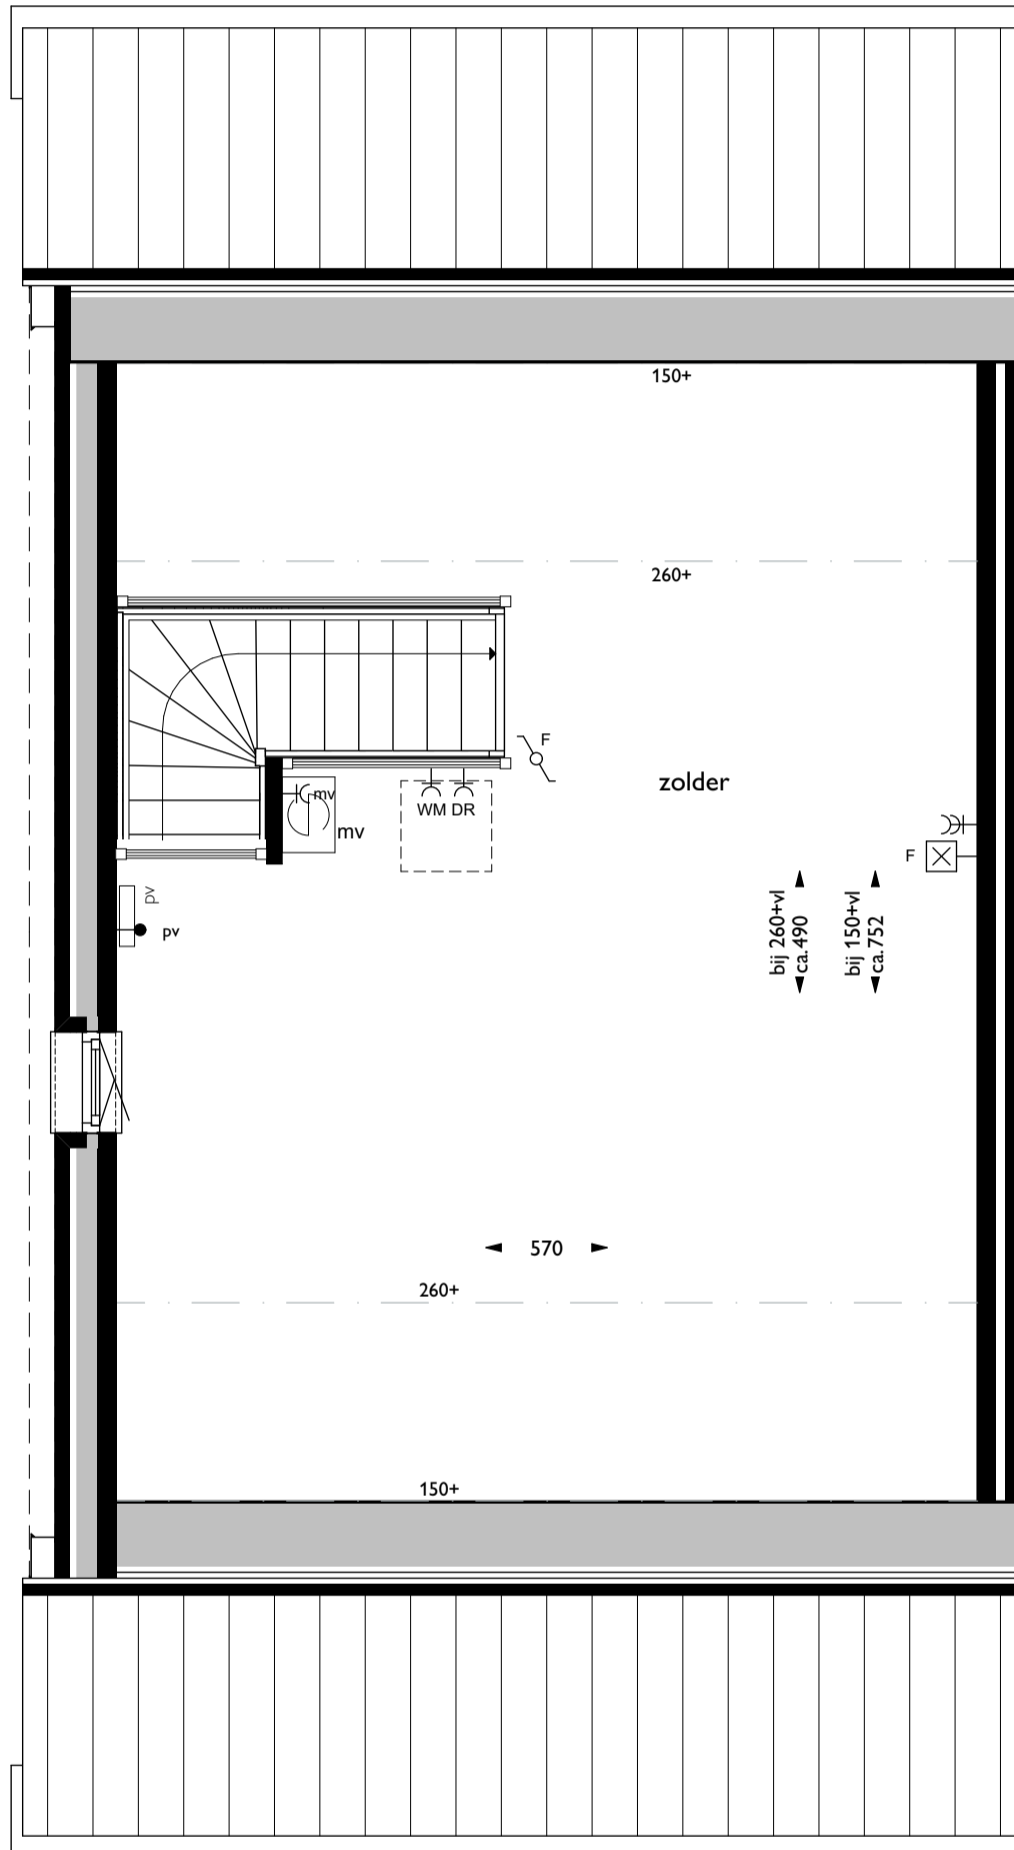 150+
260+
F
zolder
mv
mv
WM DR
F
pv
pv
bij 260+vl
ca.490
bij 150+vl
ca.752
570
260+
150+